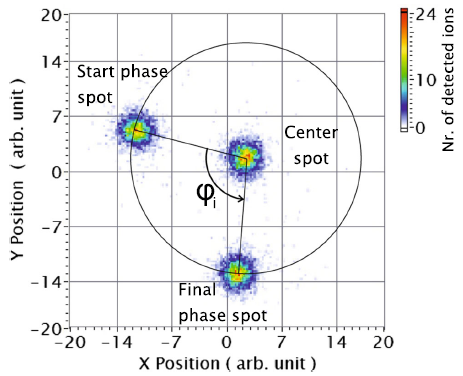 20
14
7
0
−7
−14
−20
−20 −14 −7 0 7 14 20
Y Position ( arb. unit )
X Position ( arb. unit )
Start phase
spot
Center
spot
φi
Final
phase spot
24
10
0
Nr. of detected ions